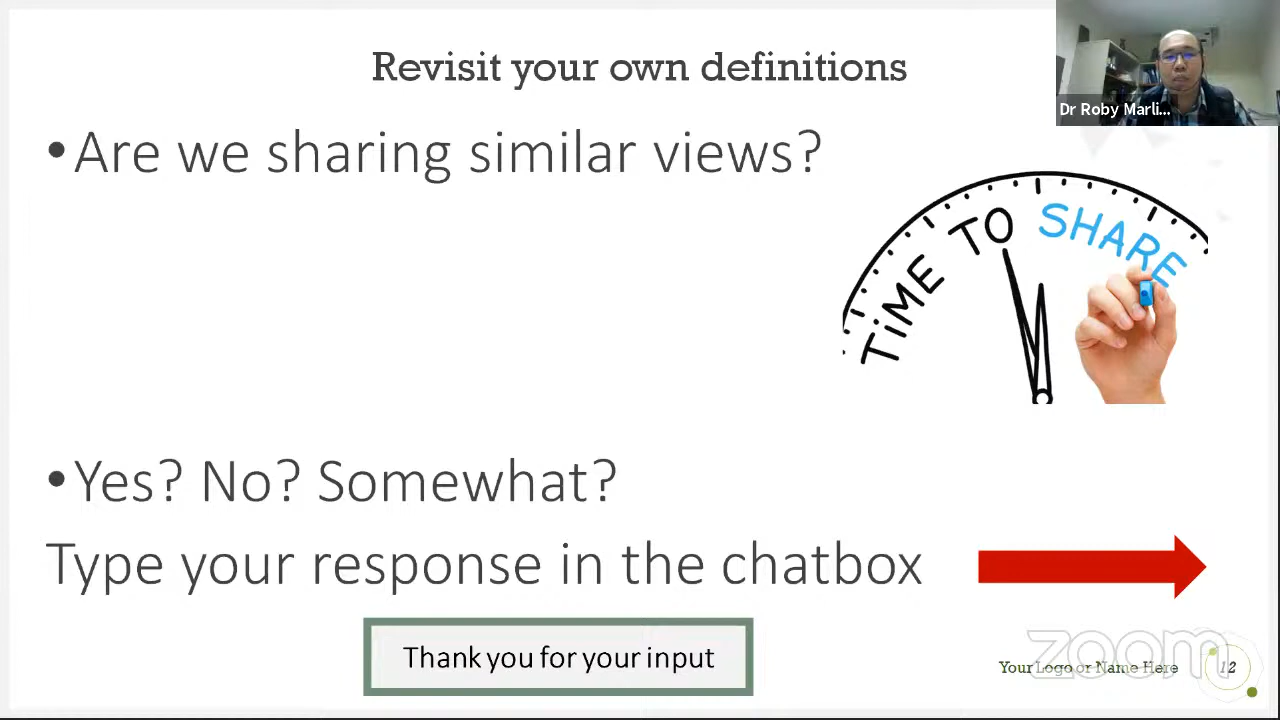 Revisit your own definitions
Dr Roby Marli...
•Are we sharing similar views?
TiME TO SHARE
•Yes? No? Somewhat?
Type your response in the chatbox
Thank you for your input
zoom
Your Logo or Name Here
12